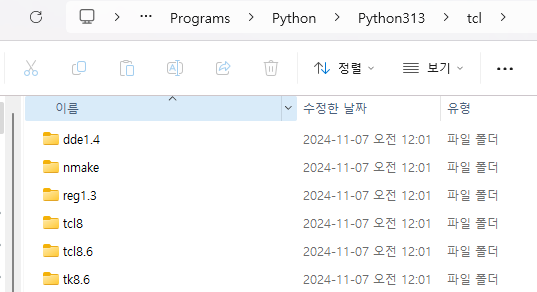 Programs > Python > Python313 > tcl >
정렬 보기
이름 수정한 날짜 유형
dde1.4 2024-11-07 오전 12:01 파일 폴더
nmake 2024-11-07 오전 12:01 파일 폴더
reg1.3 2024-11-07 오전 12:01 파일 폴더
tcl8 2024-11-07 오전 12:01 파일 폴더
tcl8.6 2024-11-07 오전 12:01 파일 폴더
tk8.6 2024-11-07 오전 12:01 파일 폴더